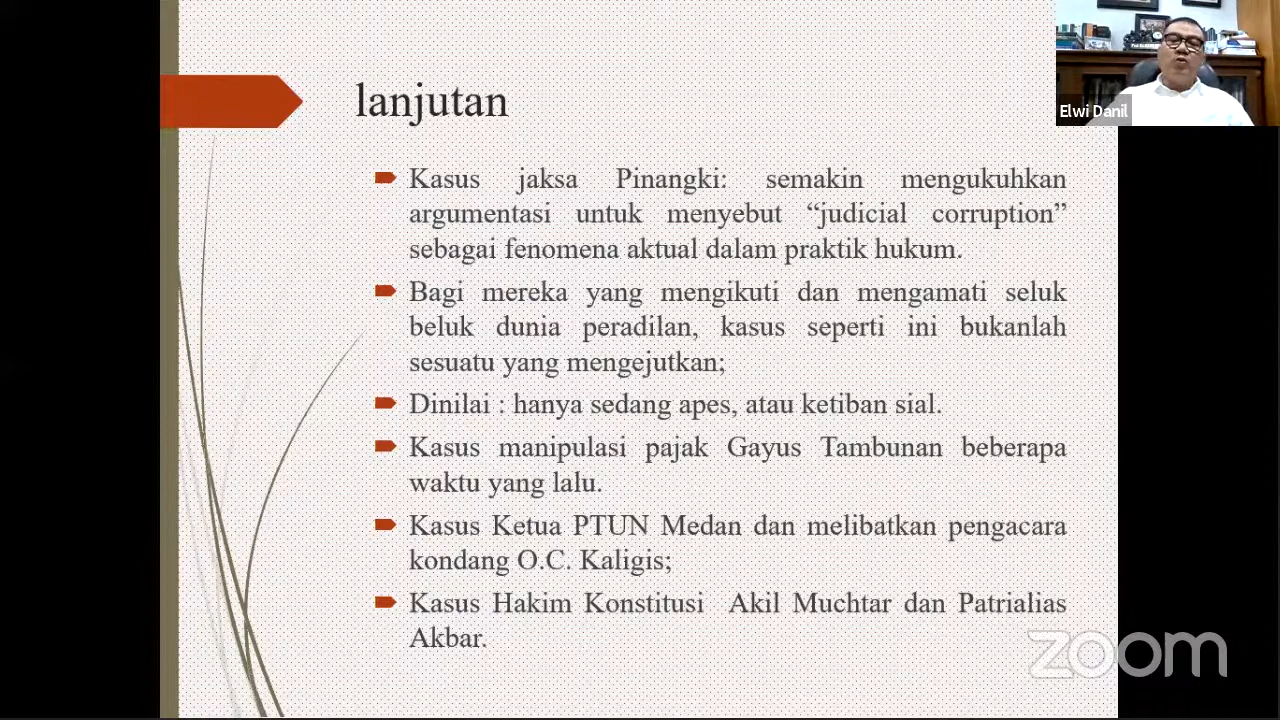 lanjutan
Elwi Danil
Kasus jaksa Pinangki: semakin mengukuhkan
argumentasi untuk menyebut “judicial corruption”
sebagai fenomena aktual dalam praktik hukum.
Bagi mereka yang mengikuti dan mengamati seluk
beluk dunia peradilan, kasus seperti ini bukanlah
sesuatu yang mengejutkan;
Dinilai : hanya sedang apes, atau ketiban sial.
Kasus manipulasi pajak Gayus Tambunan beberapa
waktu yang lalu.
Kasus Ketua PTUN Medan dan melibatkan pengacara
kondang O.C. Kaligis;
Kasus Hakim Konstitusi Akil Muchtar dan Patrialias
Akbar.
zoom